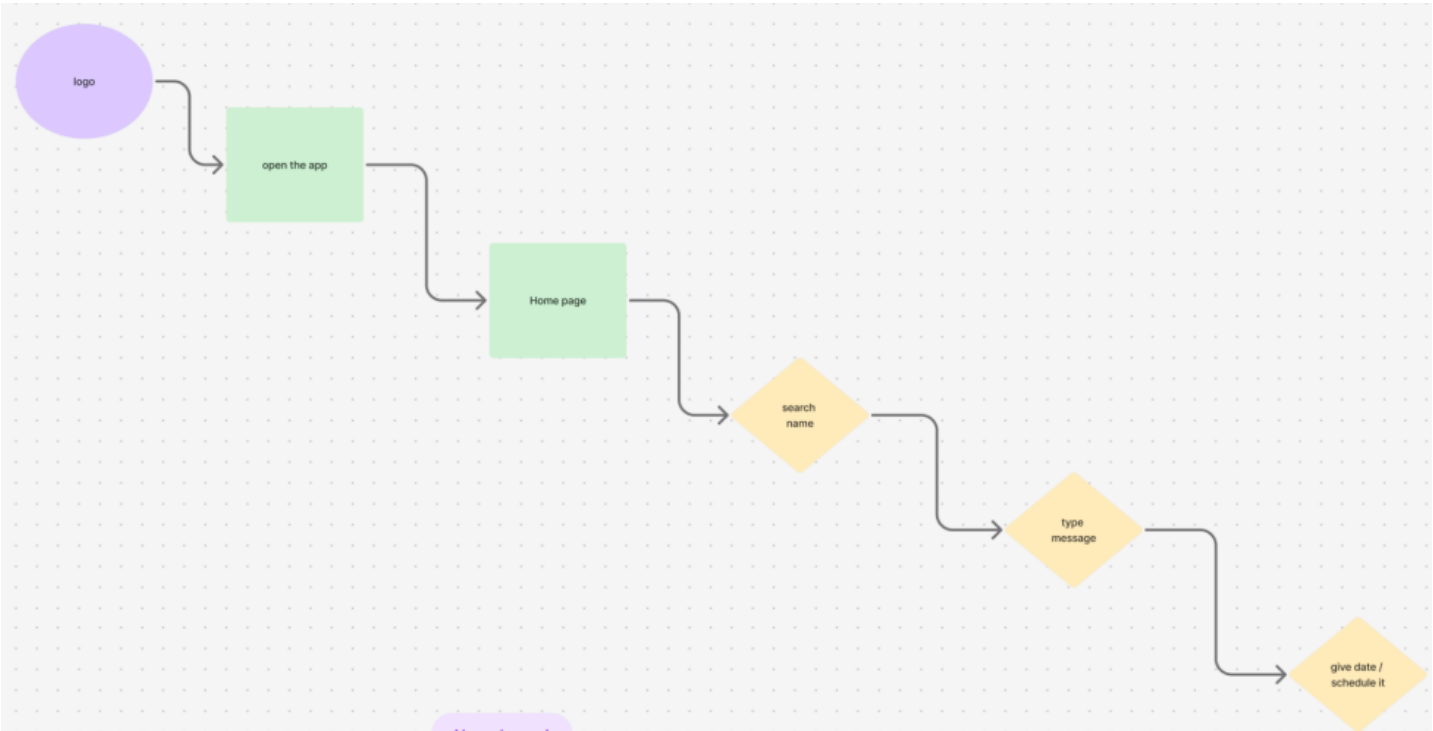 logo
open the app
Home page
search
name
type
message
give date /
schedule it